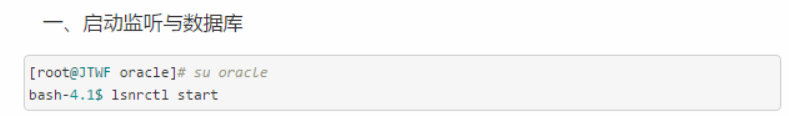 一、启动监听与数据库
[root@JTWF oracle]# su oracle
bash-4.1$ lsnrctl start